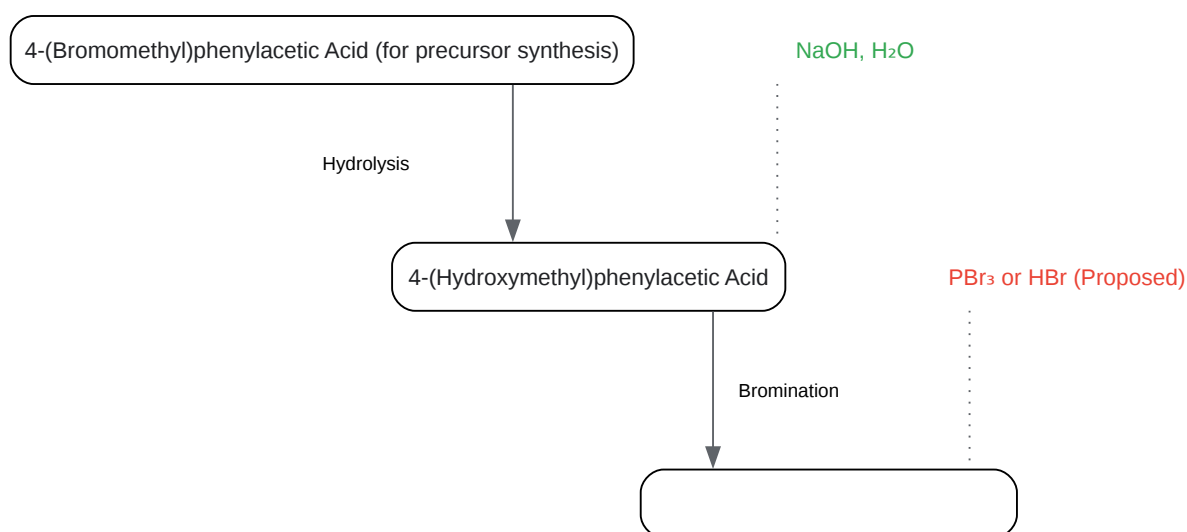 4-(Bromomethyl)phenylacetic Acid (for precursor synthesis)
NaOH, H₂O
Hydrolysis
4-(Hydroxymethyl)phenylacetic Acid
PBr₃ or HBr (Proposed)
Bromination